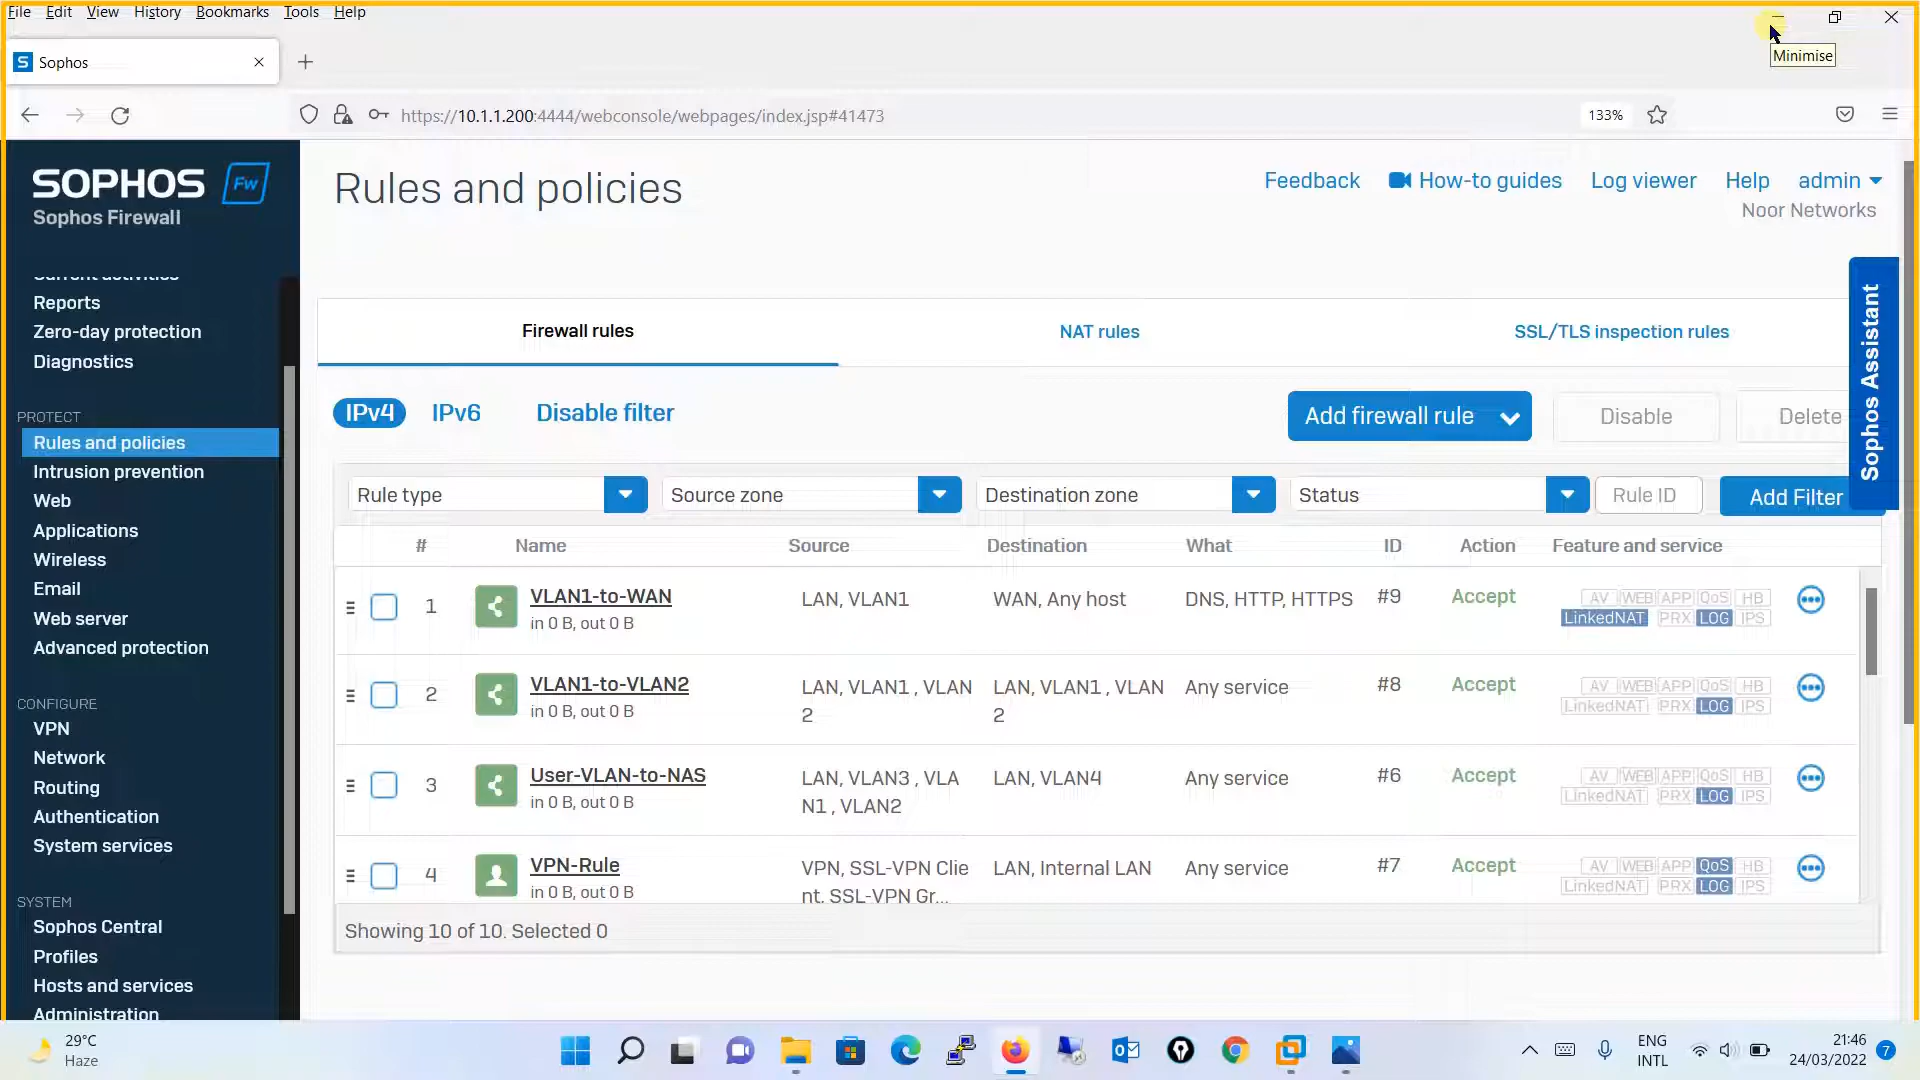 File Edit View History Bookmarks Tools Help
Sophos
Minimise
https://10.1.1.200:4444/webconsole/webpages/index.jsp#41473
133%
SOPHOS Fw
Sophos Firewall
Current activities
Reports
Zero-day protection
Diagnostics
PROTECT
Rules and policies
Intrusion prevention
Web
Applications
Wireless
Email
Web server
Advanced protection
CONFIGURE
VPN
Network
Routing
Authentication
System services
SYSTEM
Sophos Central
Profiles
Hosts and services
Administration
Rules and policies
Feedback How-to guides Log viewer Help admin
Noor Networks
Sophos Assistant
Firewall rules NAT rules SSL/TLS inspection rules
IPv4 IPv6 Disable filter Add firewall rule Disable Delete
Rule type Source zone Destination zone Status Rule ID Add Filter
# Name Source Destination What ID Action Feature and service
1 VLAN1-to-WAN LAN, VLAN1 WAN, Any host DNS, HTTP, HTTPS #9 Accept AV WEB APP QoS HB
in 0 B, out 0 B LinkedNAT PRX LOG IPS
2 VLAN1-to-VLAN2 LAN, VLAN1 , VLAN LAN, VLAN1 , VLAN Any service #8 Accept AV WEB APP QoS HB
in 0 B, out 0 B 2 2 LinkedNAT PRX LOG IPS
3 User-VLAN-to-NAS LAN, VLAN3 , VLA LAN, VLAN4 Any service #6 Accept AV WEB APP QoS HB
in 0 B, out 0 B N1 , VLAN2 LinkedNAT PRX LOG IPS
4 VPN-Rule VPN, SSL-VPN Clie LAN, Internal LAN Any service #7 Accept AV WEB APP QoS HB
in 0 B, out 0 B nt, SSL-VPN Gr... LinkedNAT PRX LOG IPS
Showing 10 of 10. Selected 0
29°C
Haze
ENG
INTL
21:46
24/03/2022
7